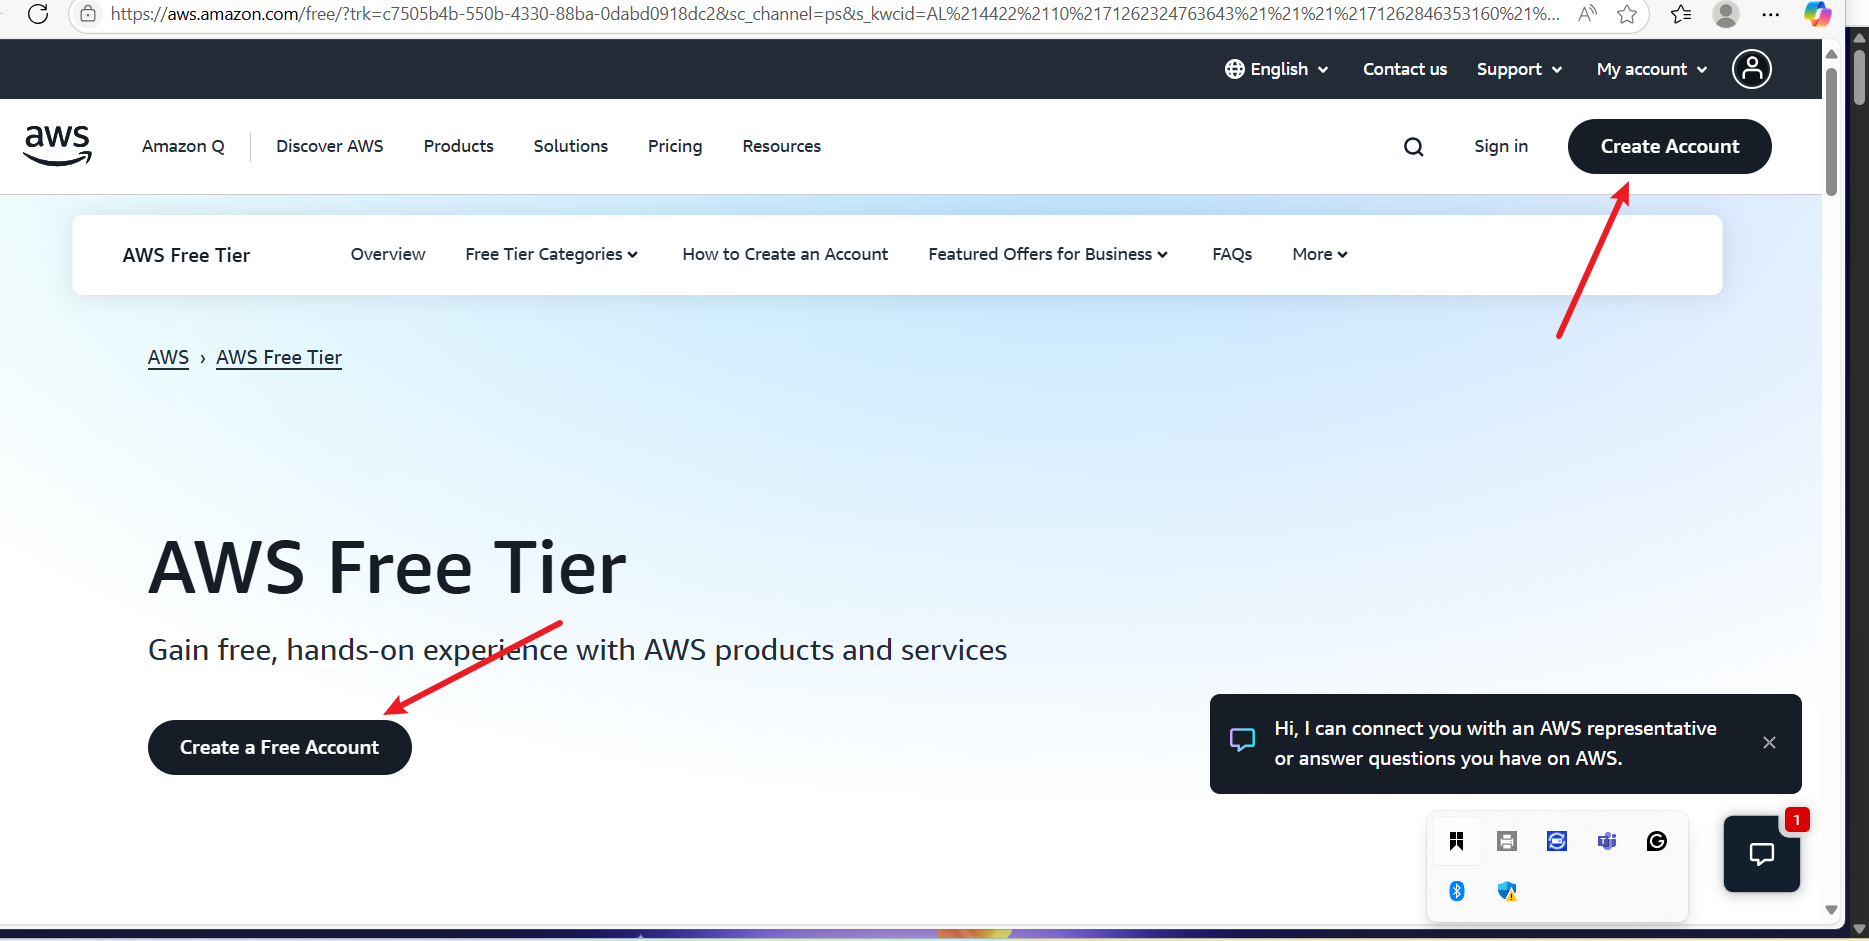 https://aws.amazon.com/free/?trk=c7505b4b-550b-4330-88ba-0dabd0918dc2&sc_channel=ps&s_kwcid=AL%214422%2110%2171262324763643%21%21%21%2171262846353160%21%...
English
Contact us
Support
My account
aws
Amazon Q
Discover AWS
Products
Solutions
Pricing
Resources
Sign in
Create Account
AWS Free Tier
Overview
Free Tier Categories
How to Create an Account
Featured Offers for Business
FAQs
More
AWS › AWS Free Tier
AWS Free Tier
Gain free, hands-on experience with AWS products and services
Create a Free Account
Hi, I can connect you with an AWS representative
or answer questions you have on AWS.
1